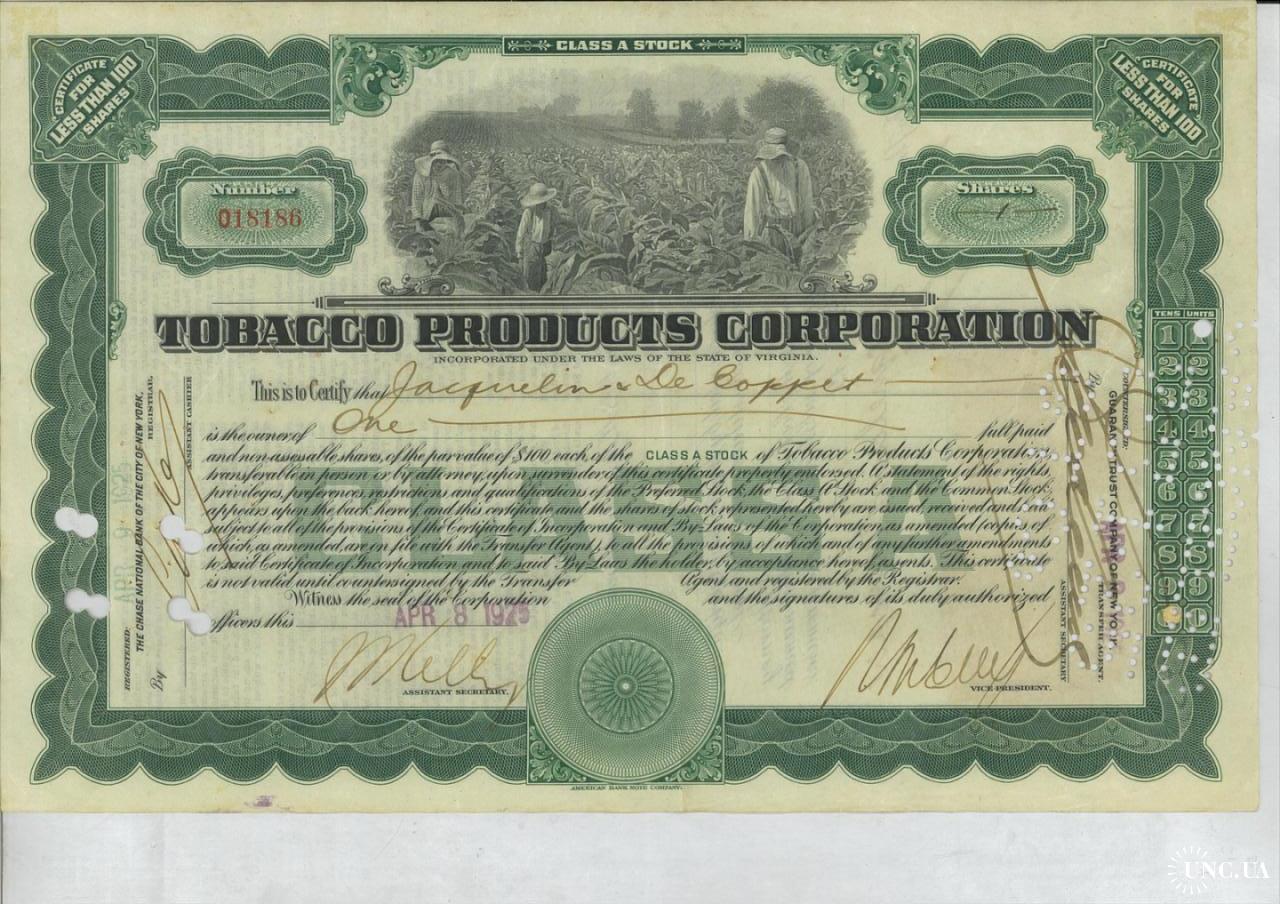 CLASS A STOCK
CERTIFICATE
FOR
LESS THAN 100
SHARES
CERTIFICATE
FOR
LESS THAN 100
SHARES
Number
018186
Shares
1
TOBACCO PRODUCTS CORPORATION
INCORPORATED UNDER THE LAWS OF THE STATE OF VIRGINIA.
This is to Certify that Jacquelin & De Coppet
is the owner of One full paid
and non-assessable shares, of the par value of $100 each, of the CLASS A STOCK of Tobacco Products Corporation,
transferable in person or by attorney, upon surrender of this certificate properly endorsed. A statement of the rights,
privileges, preferences, restrictions and qualifications of the Preferred Stock, the Class A Stock and the Common Stock,
appears upon the back hereof, and this certificate and the shares of stock represented hereby are issued, received and
subject to all of the provisions of the Certificate of Incorporation and By-Laws of the Corporation as amended (copies of
which, as amended, are on file with the Transfer Agent), to all the provisions of which and of any further amendments
to said Certificate of Incorporation and to said By-Laws the holder, by acceptance hereof, assents. This certificate
is not valid until countersigned by the Transfer Agent and registered by the Registrar.
Witness the seal of the Corporation and the signatures of its duly authorized
officers this APR 8 1925
ASSISTANT SECRETARY.
VICE-PRESIDENT.
AMERICAN BANK NOTE COMPANY.
REGISTERED:
THE CHASE NATIONAL BANK OF THE CITY OF NEW YORK,
REGISTRAR,
By
ASSISTANT CASHIER
APR 9 1925
COUNTERSIGNED:
GUARANTY TRUST COMPANY OF NEW YORK,
TRANSFER AGENT.
By
ASSISTANT SECRETARY
TENS UNITS
1
2 2
3 3
4 4
5 5
6 6
7 7
8 8
9 9
0
UNC.UA